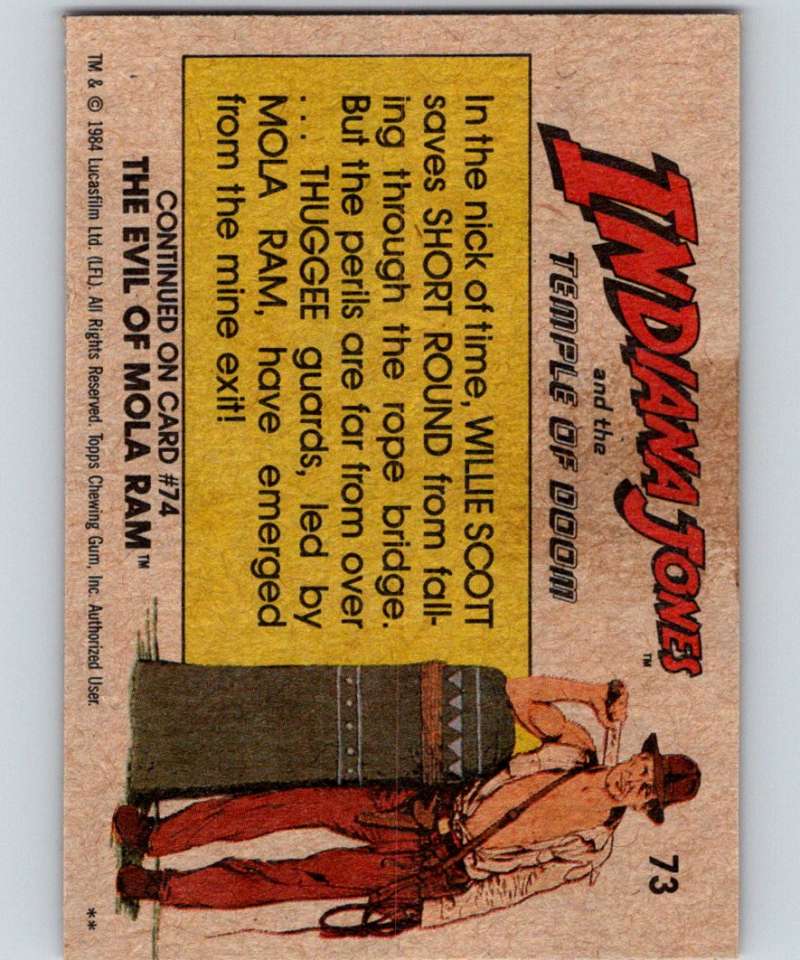 INDIANA JONES™
and the
TEMPLE OF DOOM
73
In the nick of time, WILLIE SCOTT
saves SHORT ROUND from fall-
ing through the rope bridge.
But the perils are far from over
... THUGGEE guards, led by
MOLA RAM, have emerged
from the mine exit!
CONTINUED ON CARD #74
THE EVIL OF MOLA RAM™
TM & © 1984 Lucasfilm Ltd. (LFL). All Rights Reserved. Topps Chewing Gum, Inc. Authorized User. **